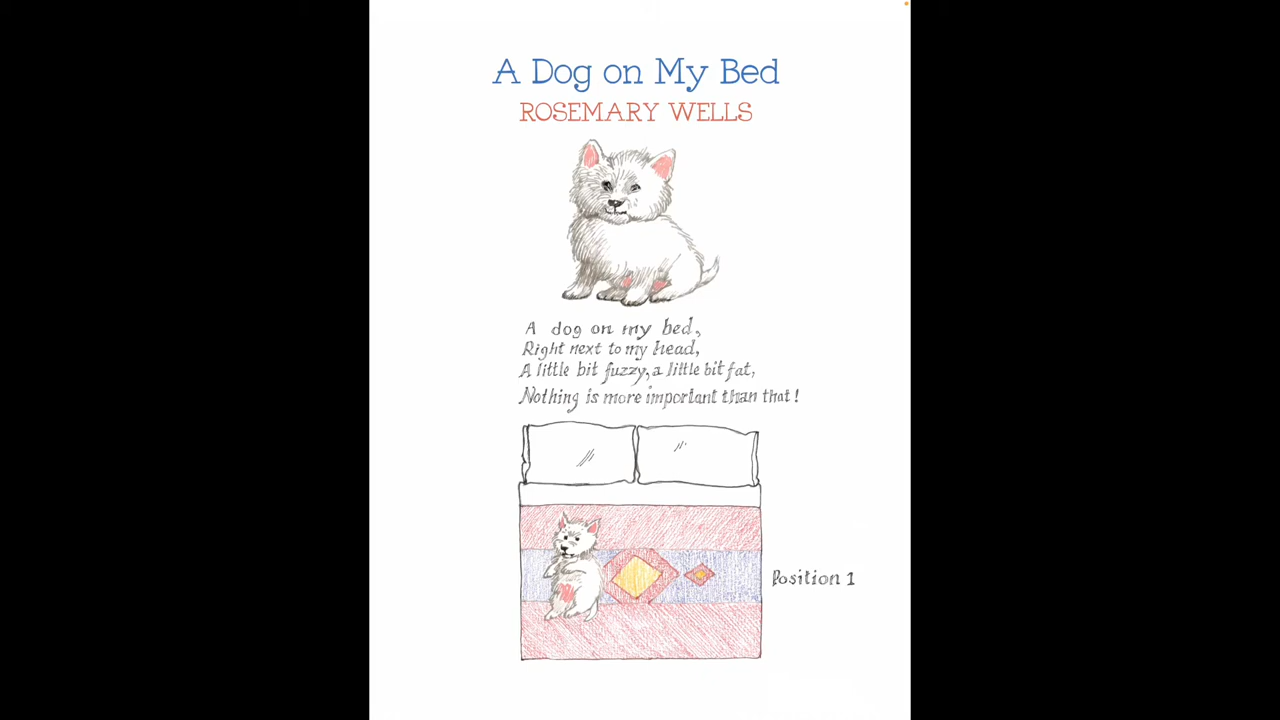 A Dog on My Bed
ROSEMARY WELLS
A dog on my bed,
Right next to my head,
A little bit fuzzy, a little bit fat,
Nothing is more important than that!
Position 1